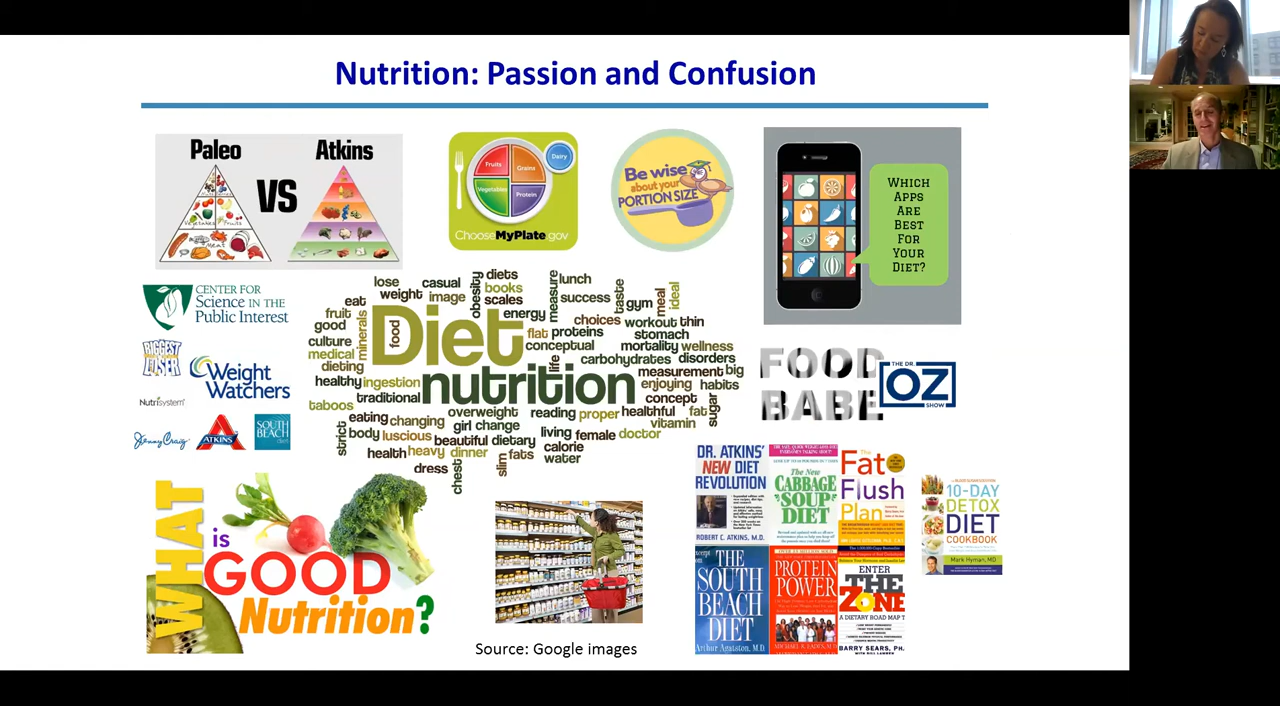 Nutrition: Passion and Confusion
Paleo
VS
Atkins
Vegetables
Fruits
Meat
Fruits
Grains
Vegetables
Protein
Dairy
ChooseMyPlate.gov
Be wise
about your
PORTION SIZE
WHICH
APPS
ARE
BEST
FOR
YOUR
DIET?
CENTER FOR
Science IN THE
Public Interest
BIGGEST
LOSER
WeightWatchers
NutriSystem
Jenny Craig
ATKINS
SOUTH
BEACH
diet
lose
casual
diets
weight
image
obesity
books
scales
measure
lunch
eat
success
taste
gym
meal
ideal
fruit
minerals
food
Diet
energy
good
choices
workout
thin
culture
flat
proteins
stomach
medical
conceptual
mortality
wellness
dieting
life
carbohydrates
disorders
healthy
ingestion
nutrition
measurement
big
enjoying
habits
taboos
traditional
concept
sugar
eating
changing
overweight
reading
proper
healthful
fat
strict
body
luscious
girl
change
vitamin
beautiful
dietary
living
female
doctor
health
heavy
dinner
slim
fats
calorie
dress
chest
water
FOOD
BABE
THE DR.
OZ
SHOW
WHAT
is
GOOD
Nutrition?
Source: Google images
DR. ATKINS'
NEW DIET
REVOLUTION
ROBERT C. ATKINS, M.D.
The New
CABBAGE
SOUP
DIET
The
Fat
Flush
Plan
THE
SOUTH
BEACH
DIET
Arthur Agatston, M.D.
PROTEIN
POWER
ENTER
THE
ZONE
A DIETARY ROAD MAP T
BARRY SEARS, PH.
10-DAY
DETOX
DIET
COOKBOOK
Mark Hyman, MD